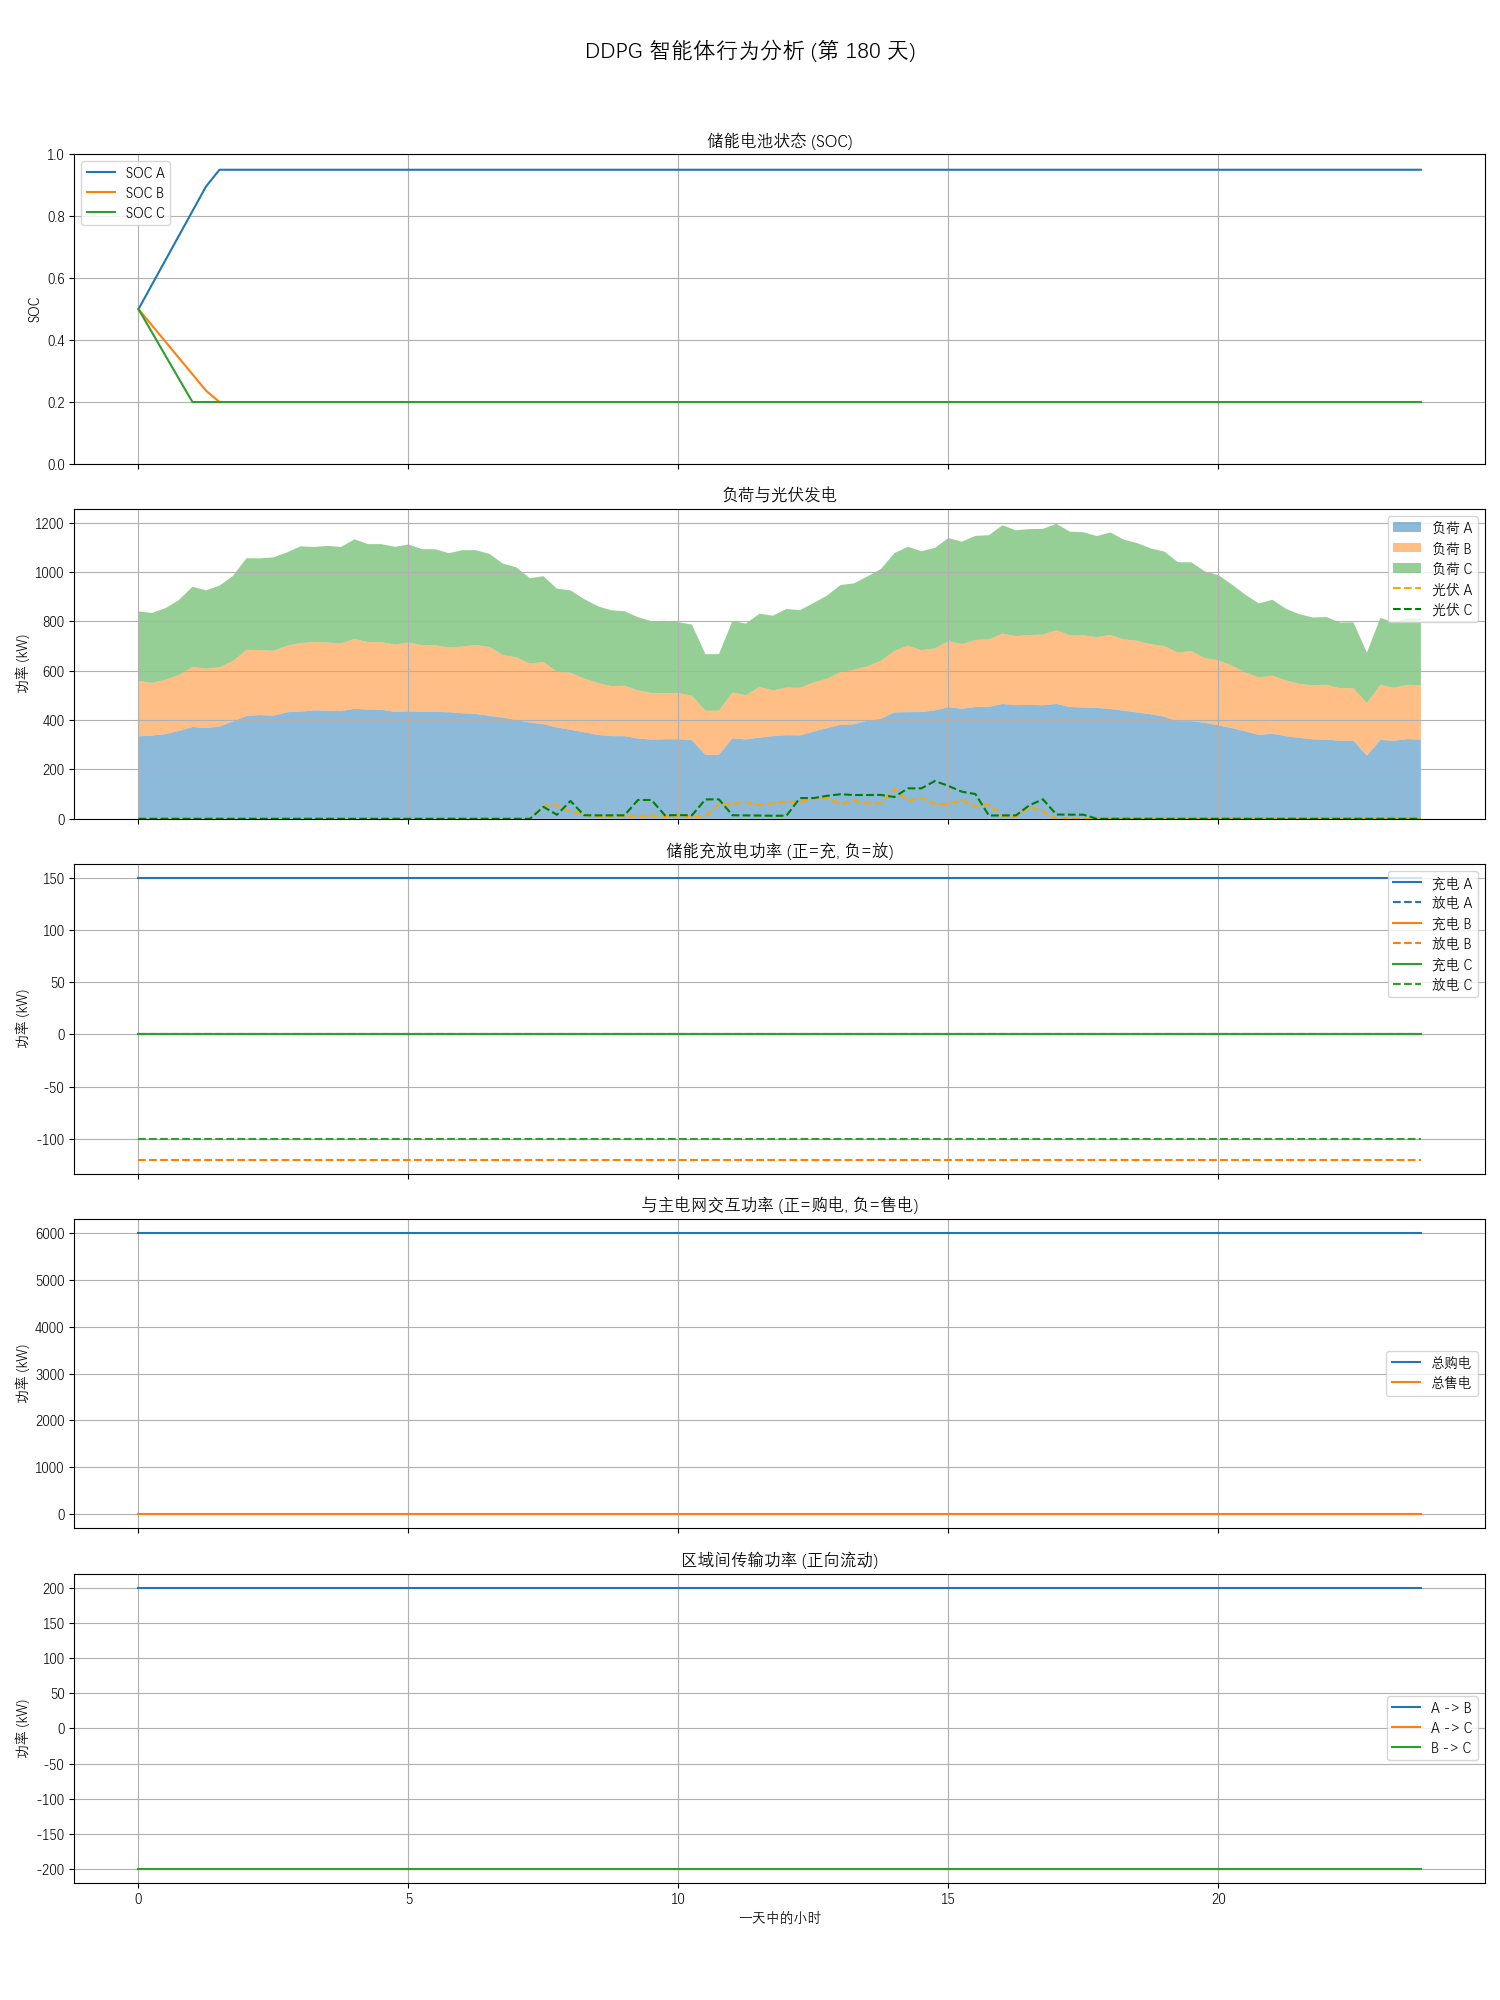 DDPG 智能体行为分析 (第 180 天)
储能电池状态 (SOC)
1.0
0.8
0.6
0.4
0.2
0.0
SOC
SOC A
SOC B
SOC C
负荷与光伏发电
1200
1000
800
600
400
200
0
功率 (kW)
负荷 A
负荷 B
负荷 C
光伏 A
光伏 C
储能充放电功率 (正=充, 负=放)
150
100
50
0
-50
-100
功率 (kW)
充电 A
放电 A
充电 B
放电 B
充电 C
放电 C
与主电网交互功率 (正=购电, 负=售电)
6000
5000
4000
3000
2000
1000
0
功率 (kW)
总购电
总售电
区域间传输功率 (正向流动)
200
150
100
50
0
-50
-100
-150
-200
功率 (kW)
A -> B
A -> C
B -> C
0
5
10
15
20
一天中的小时